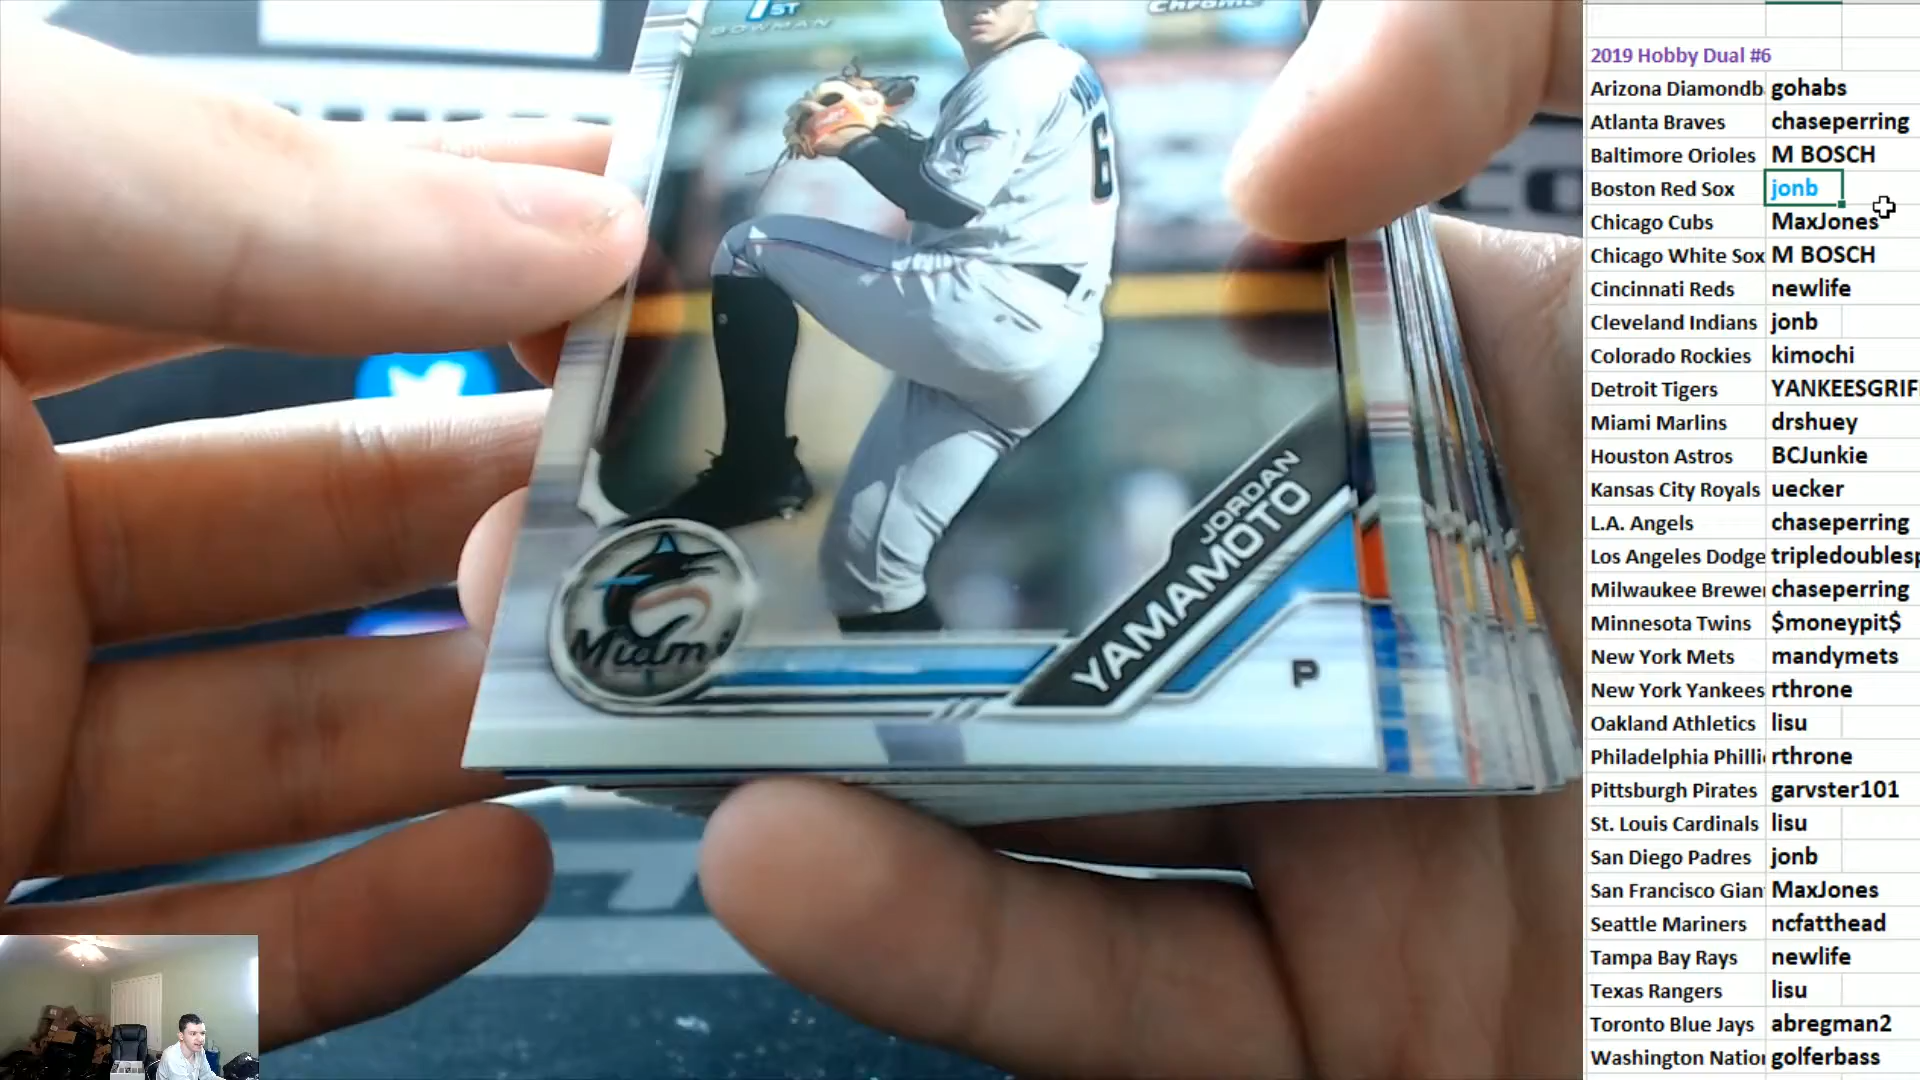 1ST
BOWMAN
Chrome
6
JORDAN
YAMAMOTO
P
Miami
2019 Hobby Dual #6
Arizona Diamondb gohabs
Atlanta Braves chaseperring
Baltimore Orioles M BOSCH
Boston Red Sox jonb
Chicago Cubs MaxJones
Chicago White Sox M BOSCH
Cincinnati Reds newlife
Cleveland Indians jonb
Colorado Rockies kimochi
Detroit Tigers YANKEESGRIF
Miami Marlins drshuey
Houston Astros BCJunkie
Kansas City Royals uecker
L.A. Angels chaseperring
Los Angeles Dodge tripledoublesp
Milwaukee Brewer chaseperring
Minnesota Twins $moneypit$
New York Mets mandymets
New York Yankees rthrone
Oakland Athletics lisu
Philadelphia Philli rthrone
Pittsburgh Pirates garvster101
St. Louis Cardinals lisu
San Diego Padres jonb
San Francisco Gian MaxJones
Seattle Mariners ncfatthead
Tampa Bay Rays newlife
Texas Rangers lisu
Toronto Blue Jays abregman2
Washington Natio golferbass